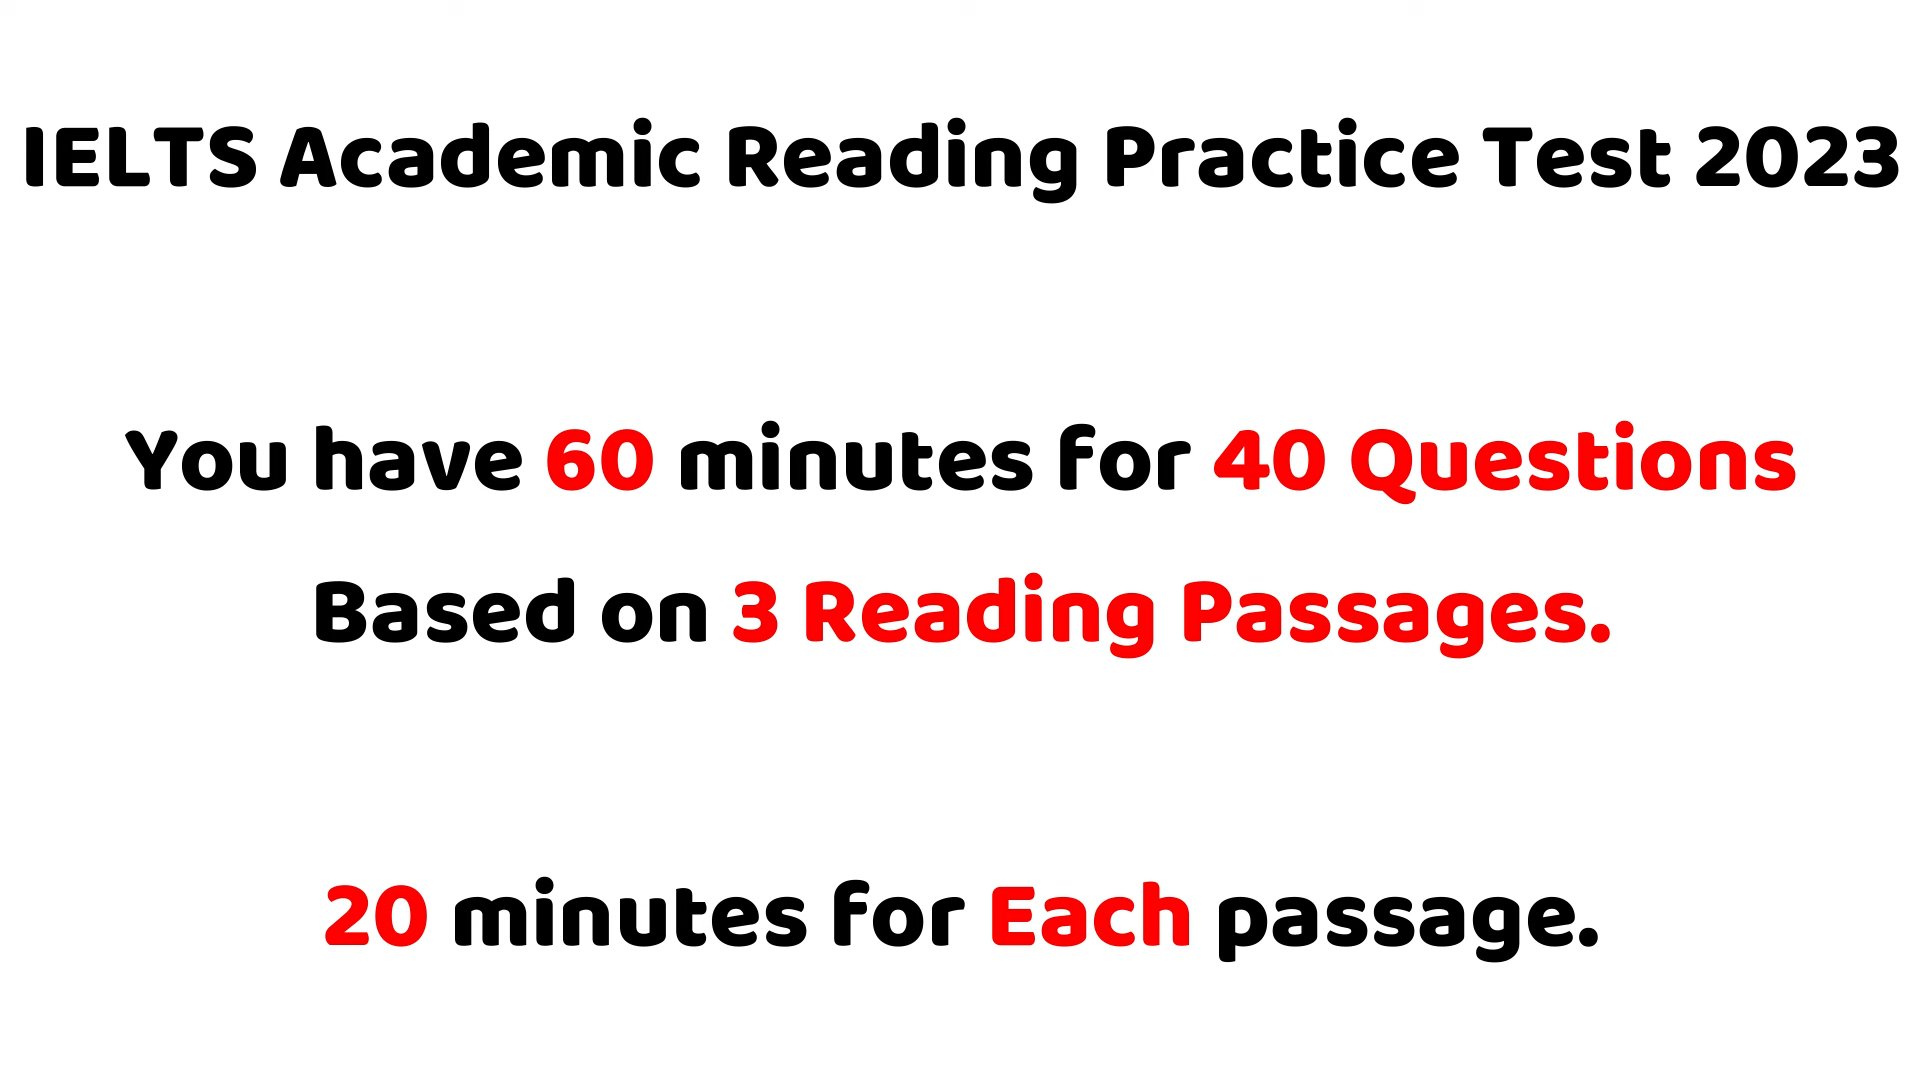 IELTS Academic Reading Practice Test 2023
You have 60 minutes for 40 Questions
Based on 3 Reading Passages.
20 minutes for Each passage.